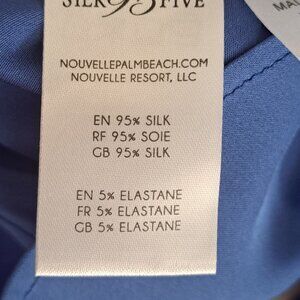 SILK 95 FIVE
NOUVELLEPALMBEACH.COM
NOUVELLE RESORT, LLC
EN 95% SILK
RF 95% SOIE
GB 95% SILK
EN 5% ELASTANE
FR 5% ELASTANE
GB 5% ELASTANE